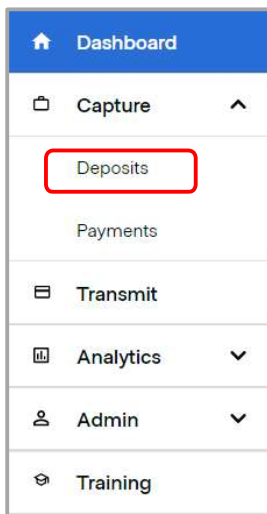 Dashboard
Capture
Deposits
Payments
Transmit
Analytics
Admin
Training